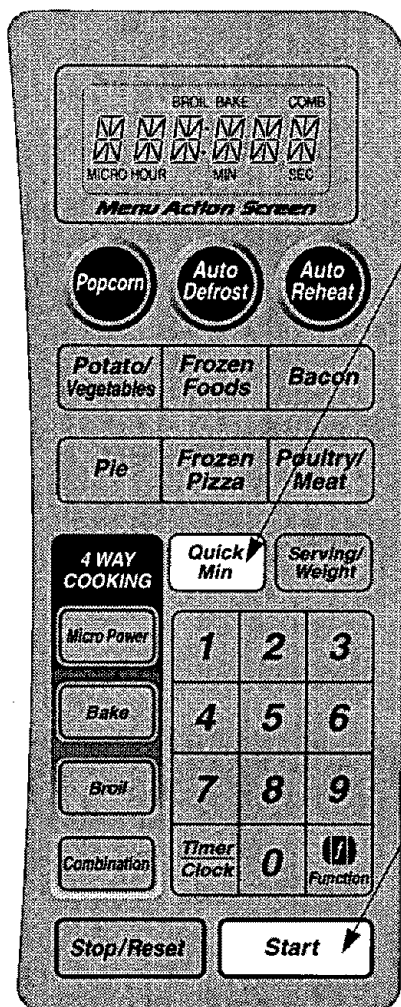 BROIL BAKE COMB
MICRO HOUR MIN SEC
Menu Action Screen
Popcorn
Auto
Defrost
Auto
Reheat
Potato/
Vegetables
Frozen
Foods
Bacon
Pie
Frozen
Pizza
Poultry/
Meat
4 WAY
COOKING
Quick
Min
Serving/
Weight
Micro Power
1 2 3
Bake
4 5 6
Broil
7 8 9
Combination
Timer
Clock
0
Function
Stop/Reset
Start